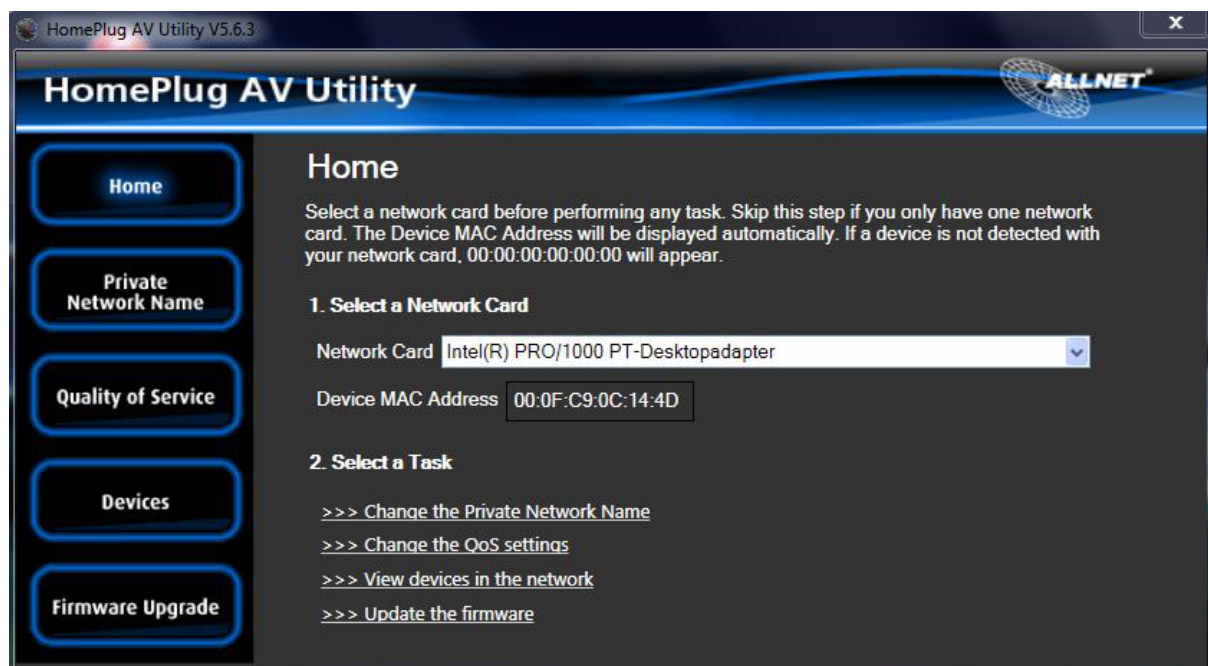 HomePlug AV Utility V5.6.3
x
HomePlug AV Utility
ALLNET®
Home
Private
Network Name
Quality of Service
Devices
Firmware Upgrade
Home
Select a network card before performing any task. Skip this step if you only have one network
card. The Device MAC Address will be displayed automatically. If a device is not detected with
your network card, 00:00:00:00:00:00 will appear.
1. Select a Network Card
Network Card Intel(R) PRO/1000 PT-Desktopadapter
Device MAC Address 00:0F:C9:0C:14:4D
2. Select a Task
>>> Change the Private Network Name
>>> Change the QoS settings
>>> View devices in the network
>>> Update the firmware